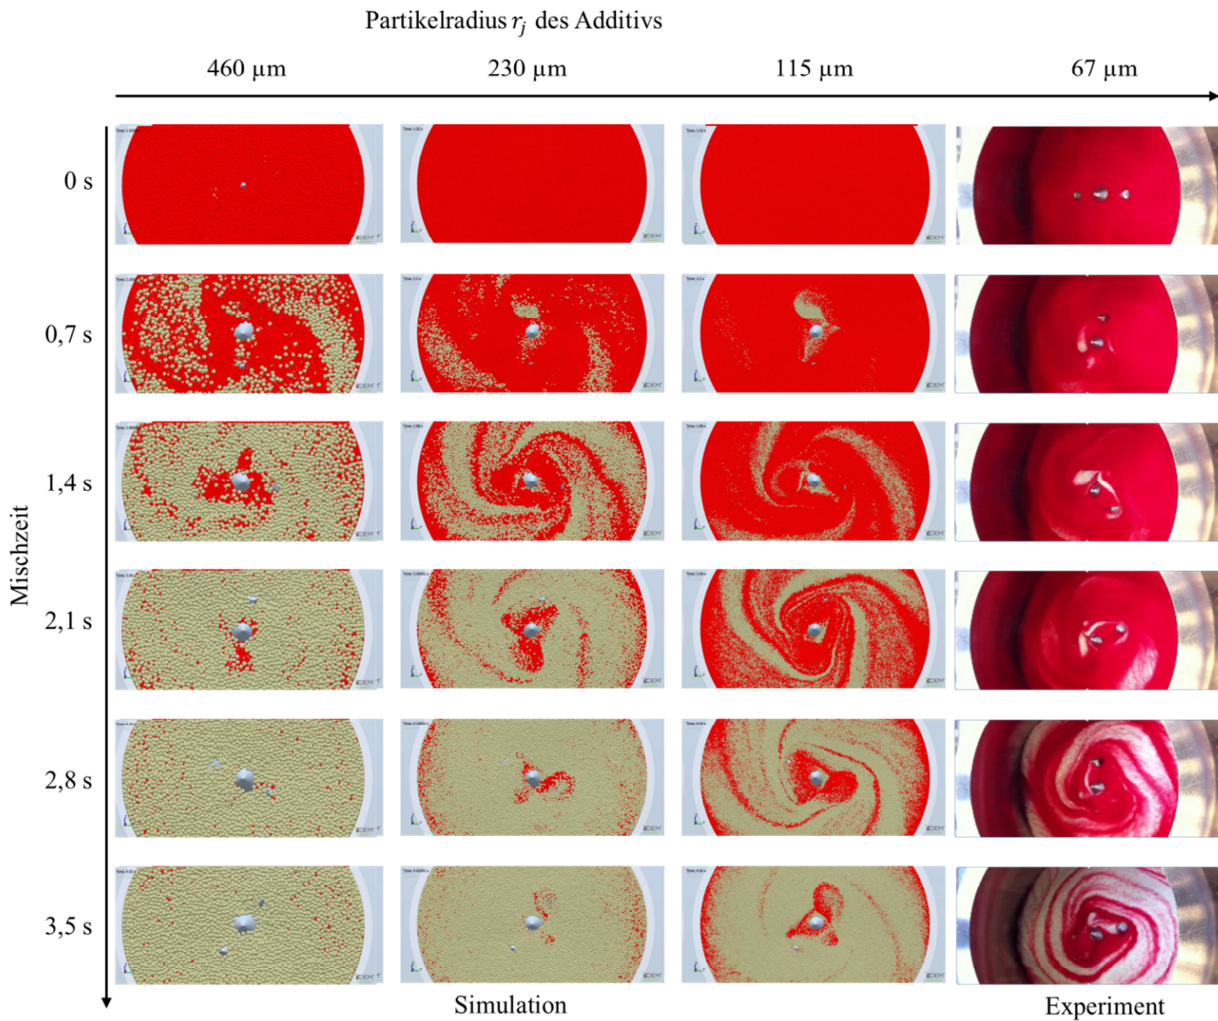 Partikelradius r_j des Additivs
460 µm 230 µm 115 µm 67 µm
0 s
0,7 s
1,4 s
2,1 s
2,8 s
3,5 s
Mischzeit
Simulation Experiment